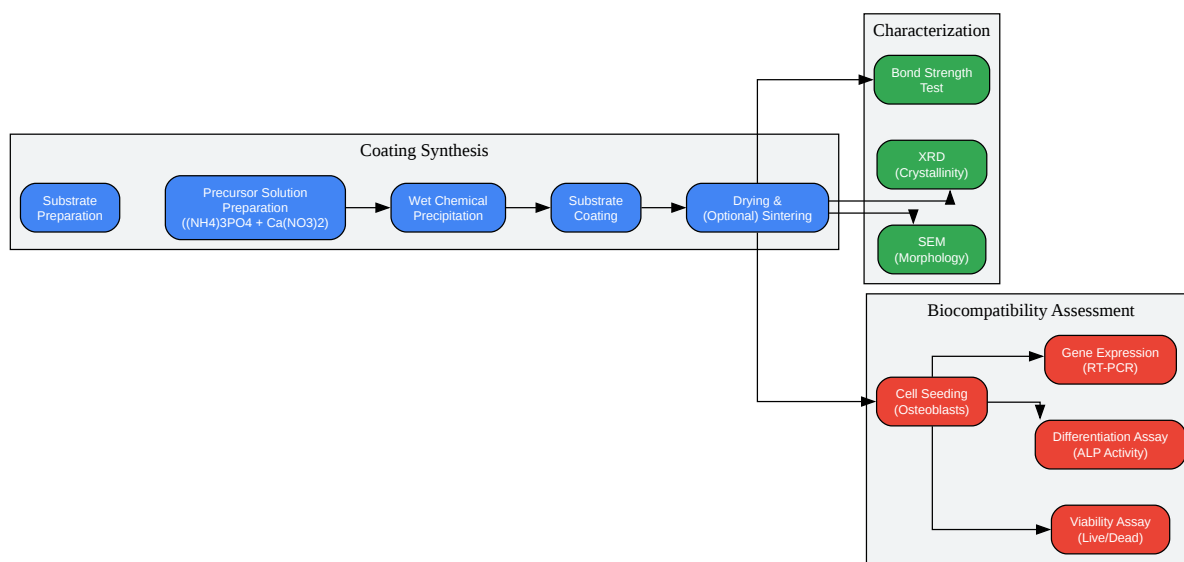 Characterization
Bond Strength
Test
Coating Synthesis
Substrate
Preparation
Precursor Solution
Preparation
((NH4)3PO4 + Ca(NO3)2)
Wet Chemical
Precipitation
Substrate
Coating
Drying &
(Optional) Sintering
XRD
(Crystallinity)
SEM
(Morphology)
Biocompatibility Assessment
Cell Seeding
(Osteoblasts)
Gene Expression
(RT-PCR)
Differentiation Assay
(ALP Activity)
Viability Assay
(Live/Dead)